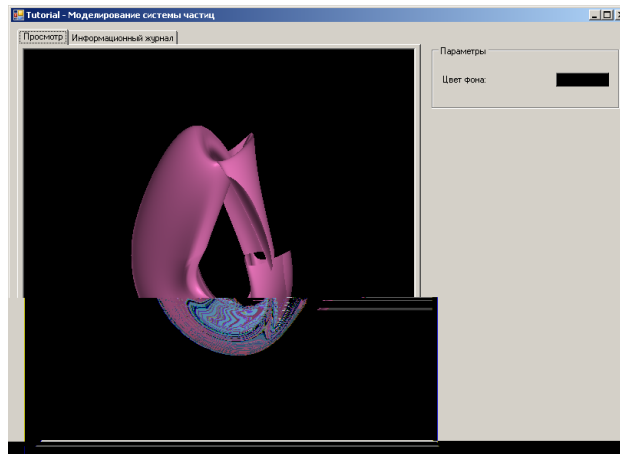 Tutorial - Моделирование системы частиц
Просмотр Информационный журнал
Параметры
Цвет фона: